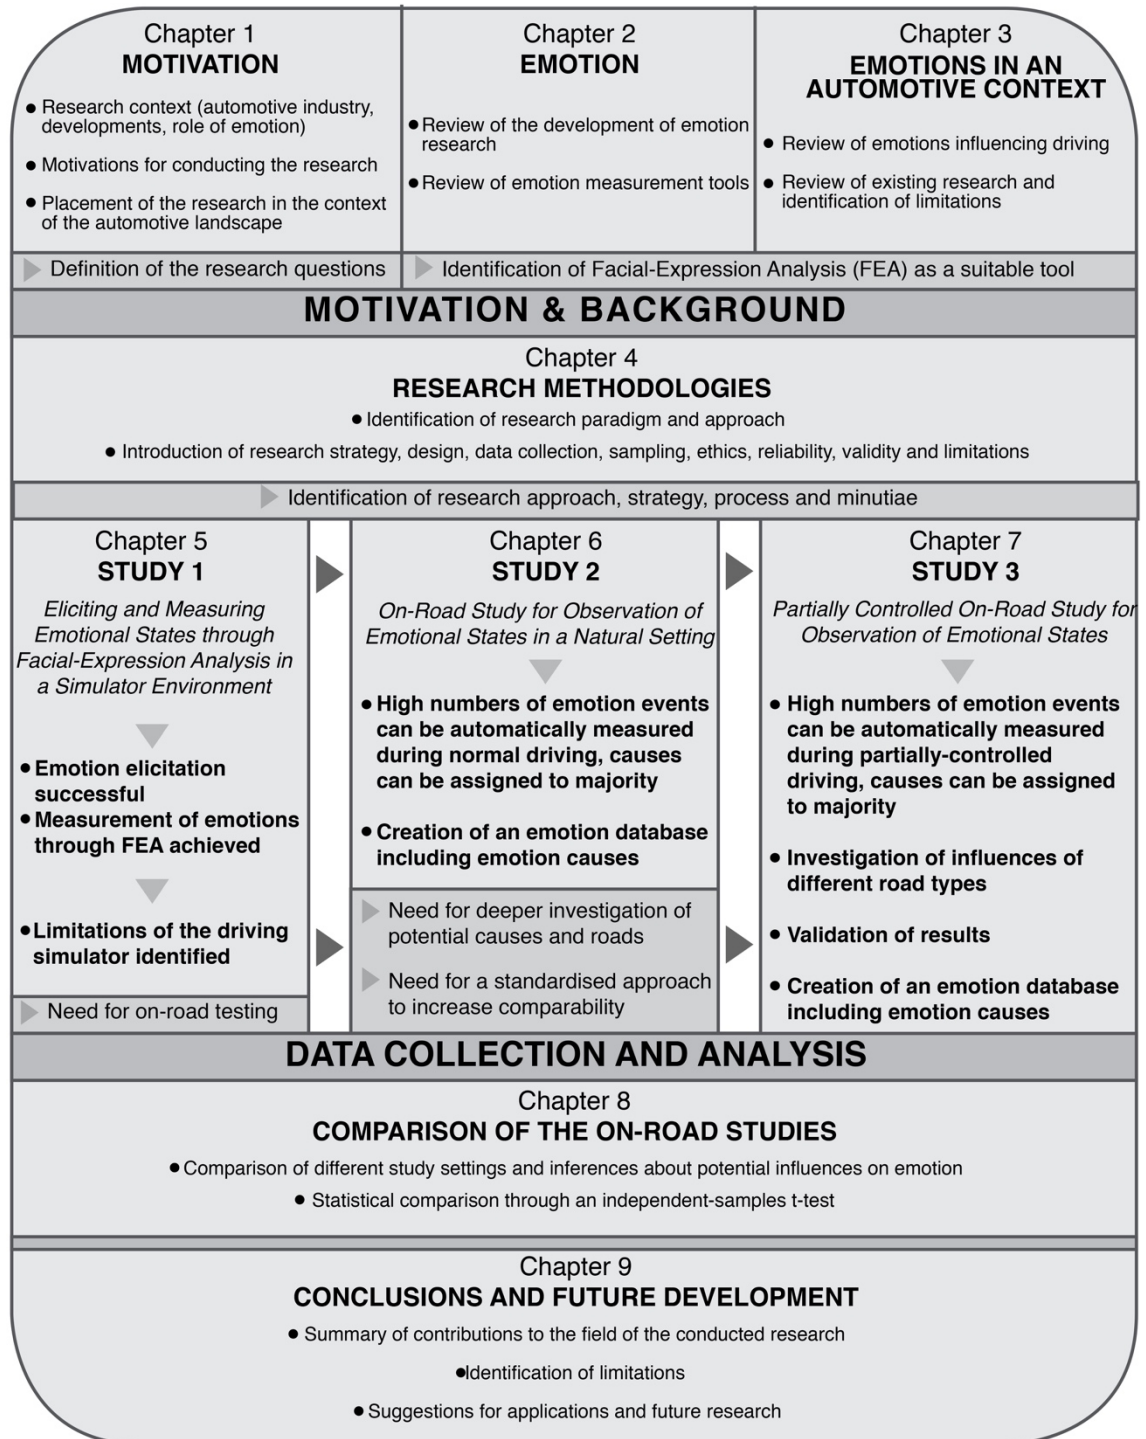 Chapter 1
MOTIVATION
● Research context (automotive industry,
developments, role of emotion)
● Motivations for conducting the research
● Placement of the research in the context
of the automotive landscape
Definition of the research questions
Chapter 2
EMOTION
● Review of the development of emotion
research
● Review of emotion measurement tools
Chapter 3
EMOTIONS IN AN
AUTOMOTIVE CONTEXT
● Review of emotions influencing driving
● Review of existing research and
identification of limitations
Identification of Facial-Expression Analysis (FEA) as a suitable tool
MOTIVATION & BACKGROUND
Chapter 4
RESEARCH METHODOLOGIES
● Identification of research paradigm and approach
● Introduction of research strategy, design, data collection, sampling, ethics, reliability, validity and limitations
Identification of research approach, strategy, process and minutiae
Chapter 5
STUDY 1
Eliciting and Measuring
Emotional States through
Facial-Expression Analysis in
a Simulator Environment
● Emotion elicitation
successful
● Measurement of emotions
through FEA achieved
● Limitations of the driving
simulator identified
Need for on-road testing
Chapter 6
STUDY 2
On-Road Study for Observation of
Emotional States in a Natural Setting
● High numbers of emotion events
can be automatically measured
during normal driving, causes
can be assigned to majority
● Creation of an emotion database
including emotion causes
Need for deeper investigation of
potential causes and roads
Need for a standardised approach
to increase comparability
Chapter 7
STUDY 3
Partially Controlled On-Road Study for
Observation of Emotional States
● High numbers of emotion events
can be automatically measured
during partially-controlled
driving, causes can be assigned
to majority
● Investigation of influences of
different road types
● Validation of results
● Creation of an emotion database
including emotion causes
DATA COLLECTION AND ANALYSIS
Chapter 8
COMPARISON OF THE ON-ROAD STUDIES
● Comparison of different study settings and inferences about potential influences on emotion
● Statistical comparison through an independent-samples t-test
Chapter 9
CONCLUSIONS AND FUTURE DEVELOPMENT
● Summary of contributions to the field of the conducted research
●Identification of limitations
● Suggestions for applications and future research